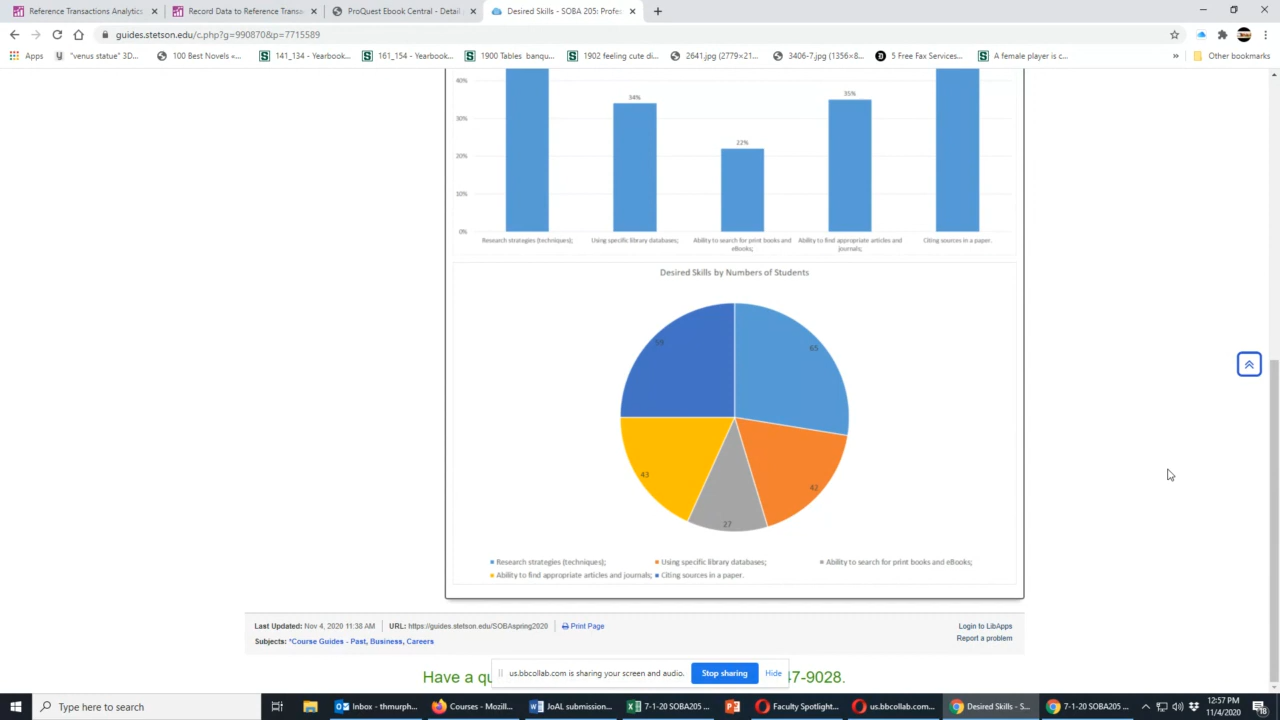 Reference Transactions Analytics
Record Data to Reference Transa
ProQuest Ebook Central - Detail
Desired Skills - SOBA 205: Profes
guides.stetson.edu/c.php?g=990870&p=7715589
Apps
"venus statue" 3D...
100 Best Novels «...
141_134 - Yearbook...
161_154 - Yearbook...
1900 Tables banqu...
1902 feeling cute di...
2641.jpg (2779×21...
3406-7.jpg (1356×8...
5 Free Fax Services...
A female player is c...
Other bookmarks
40%
30%
20%
10%
0%
34%
22%
35%
Research strategies (techniques);
Using specific library databases;
Ability to search for print books and
eBooks;
Ability to find appropriate articles and
journals;
Citing sources in a paper.
Desired Skills by Numbers of Students
59
65
43
42
27
Research strategies (techniques);
Using specific library databases;
Ability to search for print books and eBooks;
Ability to find appropriate articles and journals;
Citing sources in a paper.
Last Updated: Nov 4, 2020 11:38 AM
URL: https://guides.stetson.edu/SOBAspring2020
Print Page
Login to LibApps
Subjects: *Course Guides - Past, Business, Careers
Report a problem
Have a qu
47-9028.
us.bbcollab.com is sharing your screen and audio.
Stop sharing
Hide
Type here to search
Inbox - thmurph...
Courses - Mozill...
JoAL submission...
7-1-20 SOBA205 ...
Faculty Spotlight...
us.bbcollab.com...
Desired Skills - S...
7-1-20 SOBA 205 ...
12:57 PM
11/4/2020
18